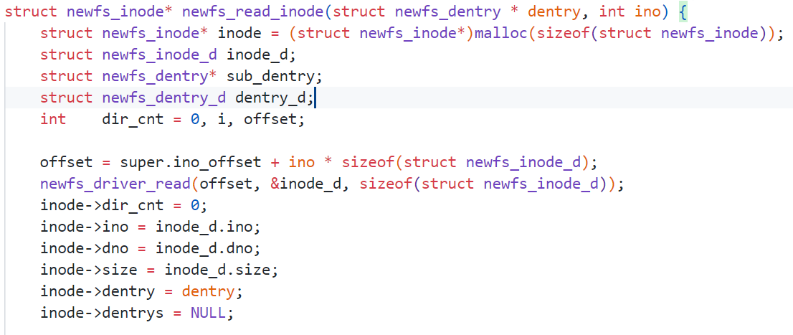 struct newfs_inode* newfs_read_inode(struct newfs_dentry * dentry, int ino) {
    struct newfs_inode* inode = (struct newfs_inode*)malloc(sizeof(struct newfs_inode));
    struct newfs_inode_d inode_d;
    struct newfs_dentry* sub_dentry;
    struct newfs_dentry_d dentry_d;
    int    dir_cnt = 0, i, offset;

    offset = super.ino_offset + ino * sizeof(struct newfs_inode_d);
    newfs_driver_read(offset, &inode_d, sizeof(struct newfs_inode_d));
    inode->dir_cnt = 0;
    inode->ino = inode_d.ino;
    inode->dno = inode_d.dno;
    inode->size = inode_d.size;
    inode->dentry = dentry;
    inode->dentrys = NULL;